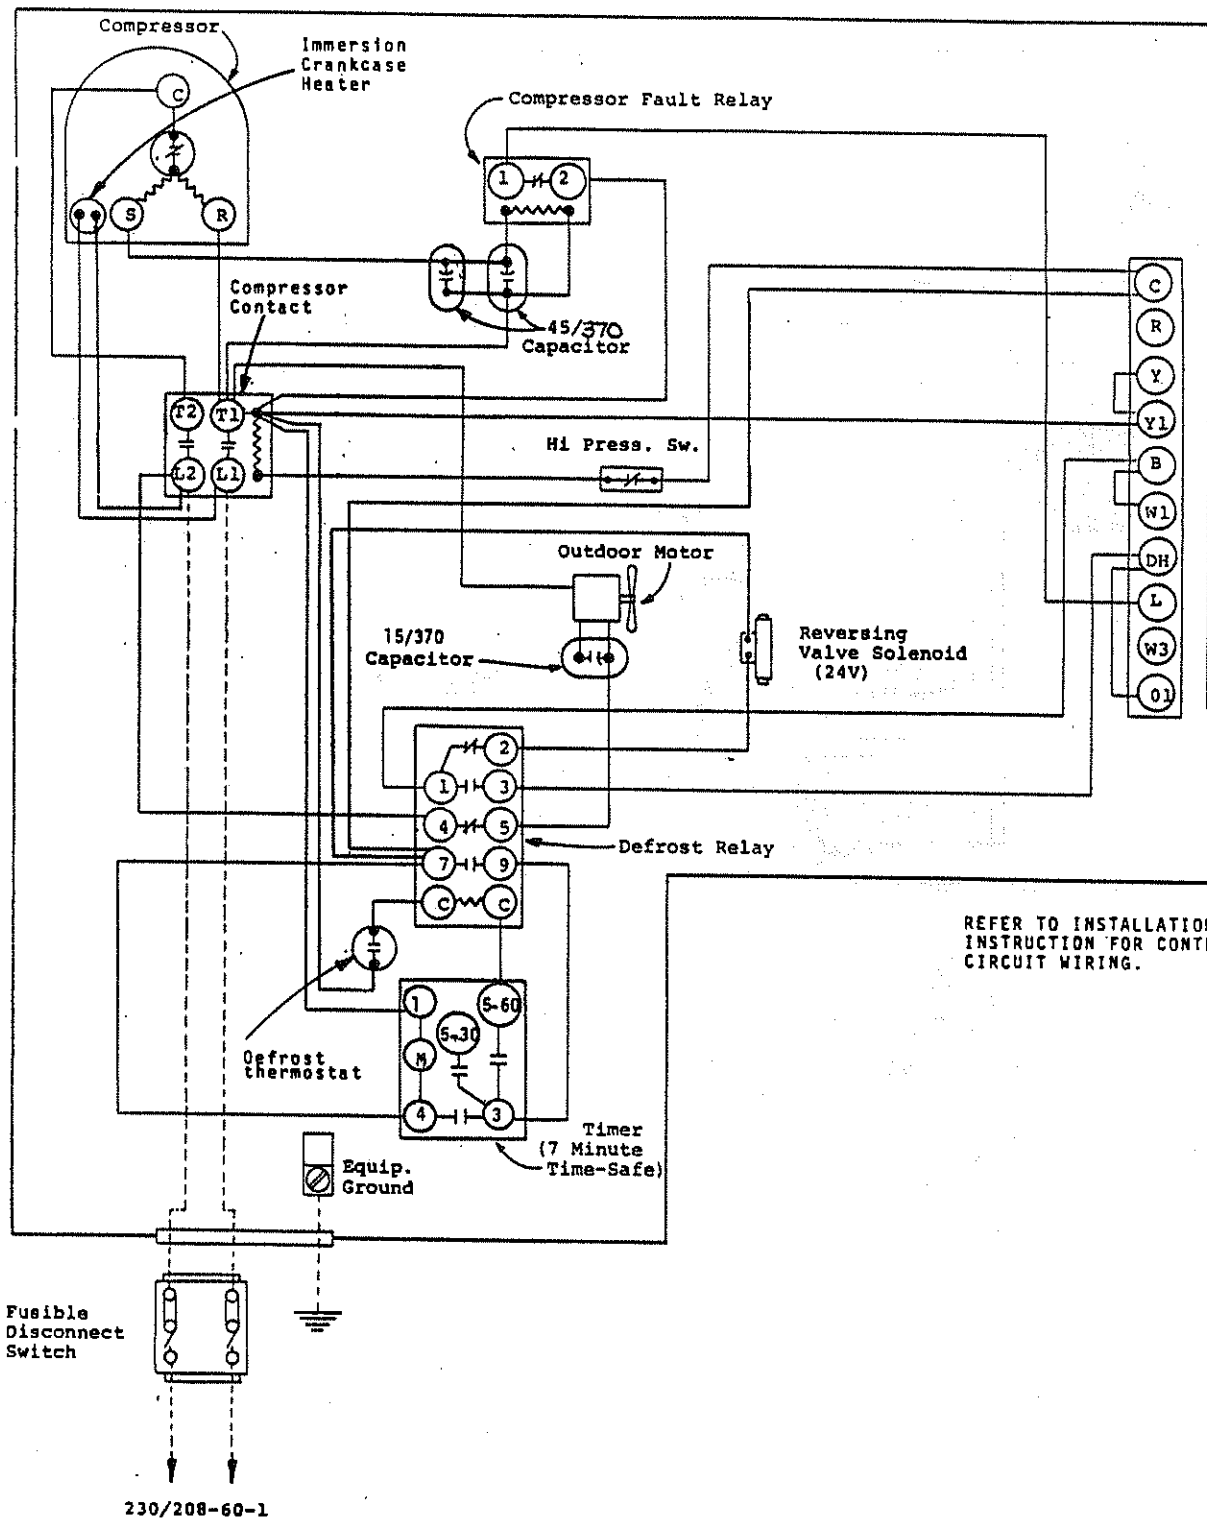 Compressor
Immersion
Crankcase
Heater
C
S
R
Compressor Fault Relay
1
2
45/370
Capacitor
Compressor
Contact
T2
T1
L2
L1
Hi Press. Sw.
C
R
Y
Y1
B
W1
DH
L
W3
O1
Outdoor Motor
15/370
Capacitor
Reversing
Valve Solenoid
(24V)
2
1
3
4
5
7
9
C
C
Defrost Relay
REFER TO INSTALLATIO
INSTRUCTION FOR CONT
CIRCUIT WIRING.
Defrost
thermostat
1
5-60
5-30
M
4
3
Timer
(7 Minute
Time-Safe)
Equip.
Ground
Fusible
Disconnect
Switch
230/208-60-1